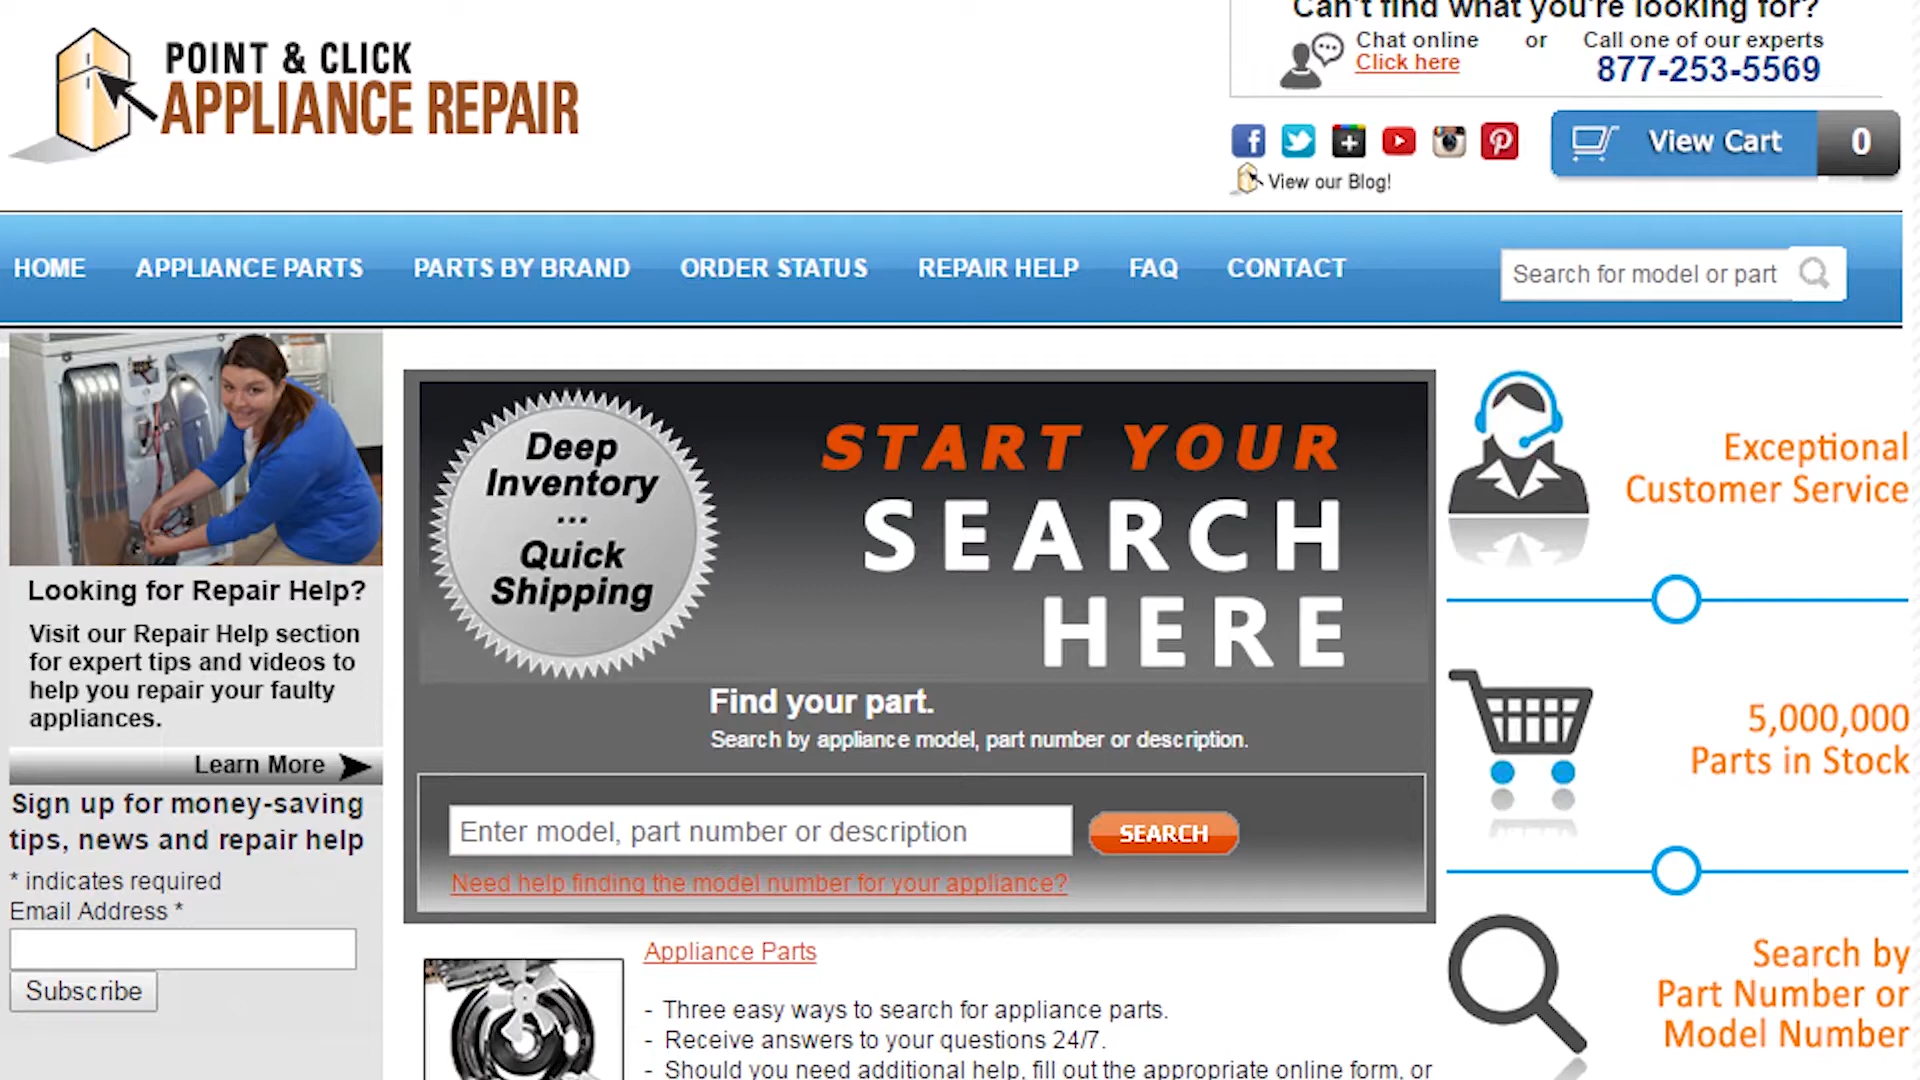 POINT & CLICK
APPLIANCE REPAIR
Can't find what you're looking for?
Chat online or Call one of our experts
Click here
877-253-5569
View Cart 0
View our Blog!
HOME APPLIANCE PARTS PARTS BY BRAND ORDER STATUS REPAIR HELP FAQ CONTACT
Search for model or part
Looking for Repair Help?
Visit our Repair Help section
for expert tips and videos to
help you repair your faulty
appliances.
Learn More
Sign up for money-saving
tips, news and repair help
* indicates required
Email Address *
Subscribe
Deep
Inventory
...
Quick
Shipping
START YOUR
SEARCH
HERE
Find your part.
Search by appliance model, part number or description.
Enter model, part number or description
SEARCH
Need help finding the model number for your appliance?
Appliance Parts
- Three easy ways to search for appliance parts.
- Receive answers to your questions 24/7.
- Should you need additional help, fill out the appropriate online form, or
Exceptional
Customer Service
5,000,000
Parts in Stock
Search by
Part Number or
Model Number